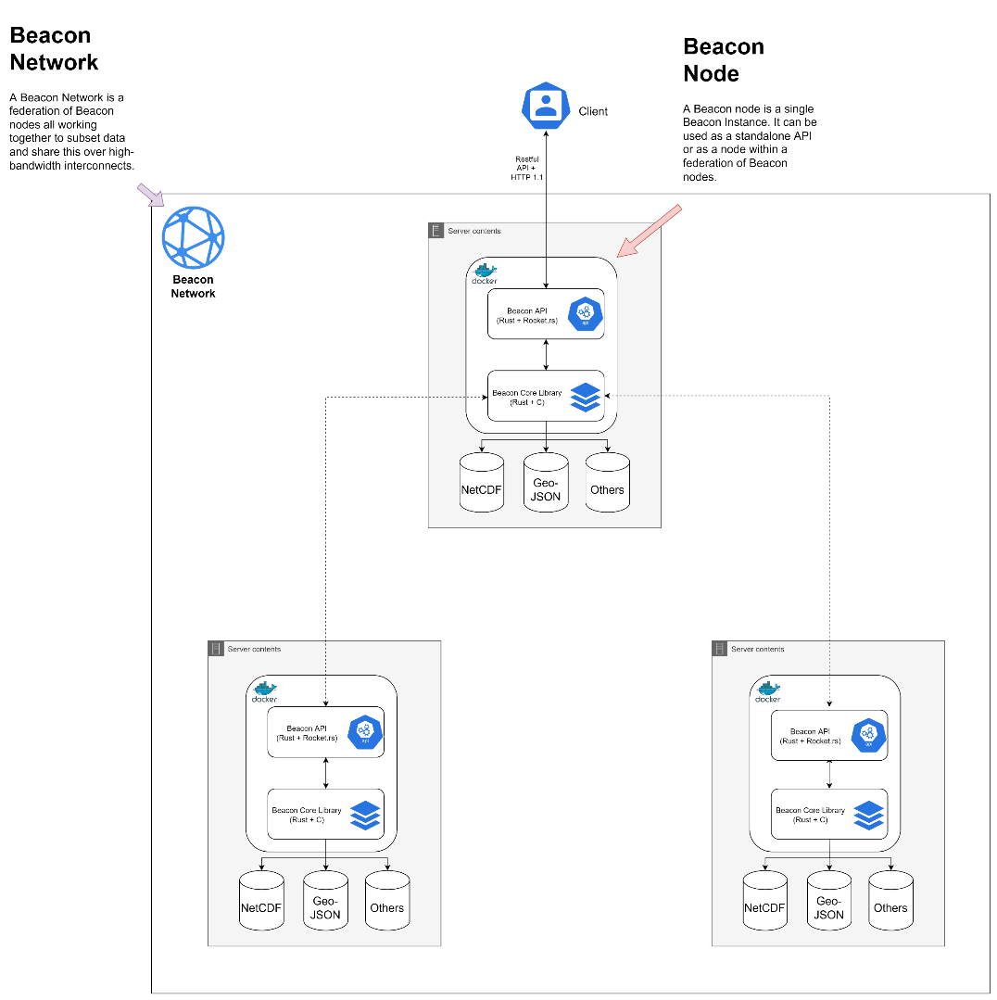 Beacon
Network
A Beacon Network is a
federation of Beacon
nodes all working
together to subset data
and share this over high-
bandwidth interconnects.
Beacon
Node
A Beacon node is a single
Beacon Instance. It can be
used as a standalone API
or as a node within a
federation of Beacon
nodes.
Client
Restful
API +
HTTP 1.1
Beacon
Network
Server contents
docker
Beacon API
(Rust + Rocket.rs)
api
Beacon Core Library
(Rust + C)
NetCDF
Geo-
JSON
Others
Server contents
docker
Beacon API
(Rust + Rocket.rs)
api
Beacon Core Library
(Rust + C)
NetCDF
Geo-
JSON
Others
Server contents
docker
Beacon API
(Rust + Rocket.rs)
api
Beacon Core Library
(Rust + C)
NetCDF
Geo-
JSON
Others